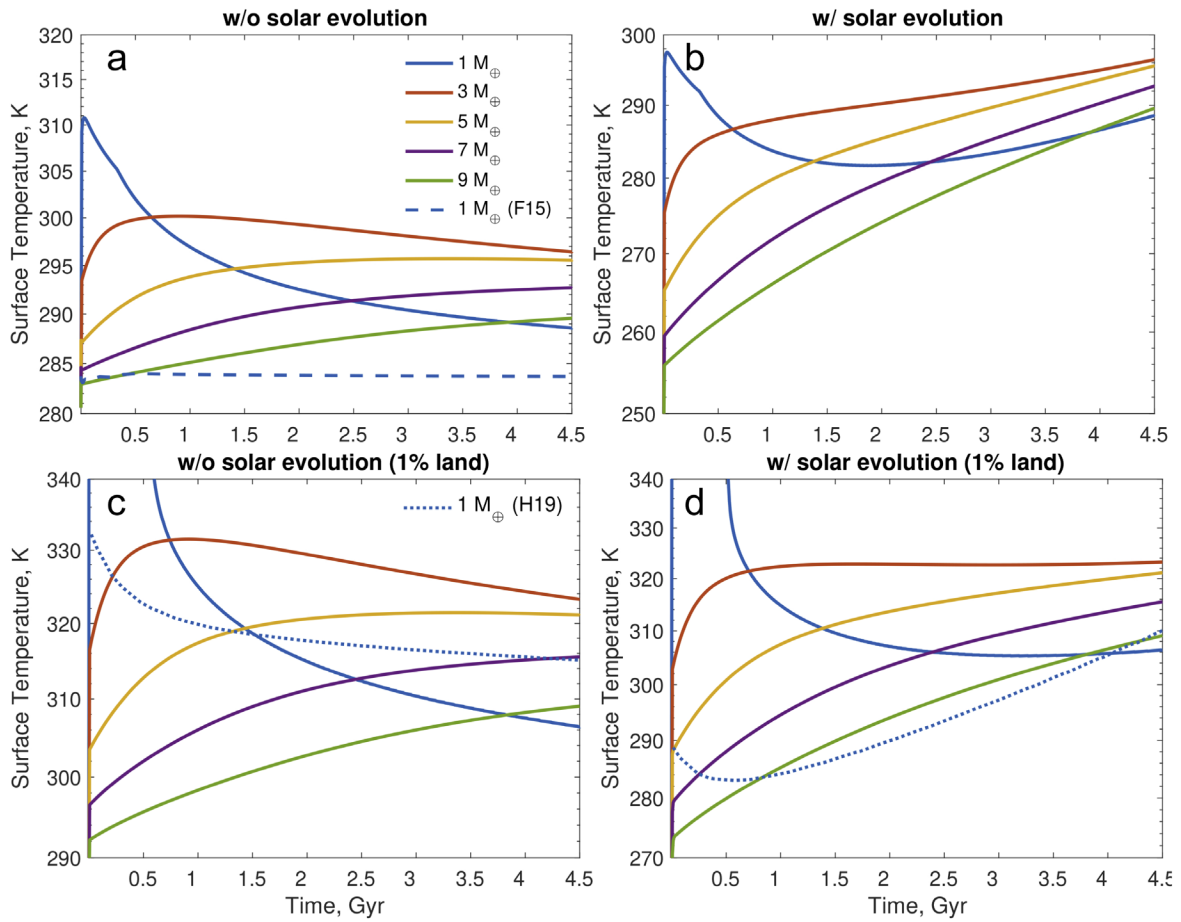 w/o solar evolution
a
Surface Temperature, K
320
315
310
305
300
295
290
285
280
1 M⊕
3 M⊕
5 M⊕
7 M⊕
9 M⊕
1 M⊕ (F15)
0.5 1 1.5 2 2.5 3 3.5 4 4.5
w/ solar evolution
b
Surface Temperature, K
300
290
280
270
260
250
0.5 1 1.5 2 2.5 3 3.5 4 4.5
w/o solar evolution (1% land)
c
Surface Temperature, K
340
330
320
310
300
290
1 M⊕ (H19)
0.5 1 1.5 2 2.5 3 3.5 4 4.5
Time, Gyr
w/ solar evolution (1% land)
d
Surface Temperature, K
340
330
320
310
300
290
280
270
0.5 1 1.5 2 2.5 3 3.5 4 4.5
Time, Gyr